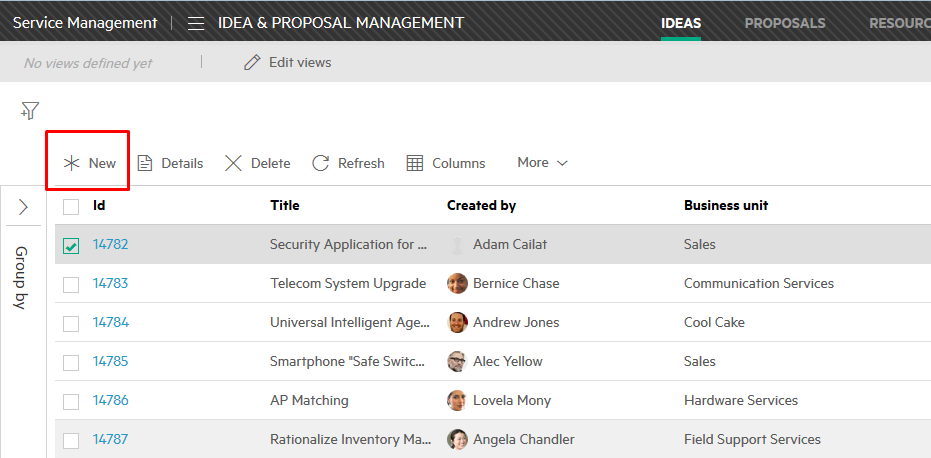 Service Management IDEA & PROPOSAL MANAGEMENT IDEAS PROPOSALS RESOURC
No views defined yet Edit views
New Details Delete Refresh Columns More
Id Title Created by Business unit
14782 Security Application for ... Adam Cailat Sales
14783 Telecom System Upgrade Bernice Chase Communication Services
14784 Universal Intelligent Age... Andrew Jones Cool Cake
14785 Smartphone "Safe Switc... Alec Yellow Sales
14786 AP Matching Lovela Mony Hardware Services
14787 Rationalize Inventory Ma... Angela Chandler Field Support Services
Group by